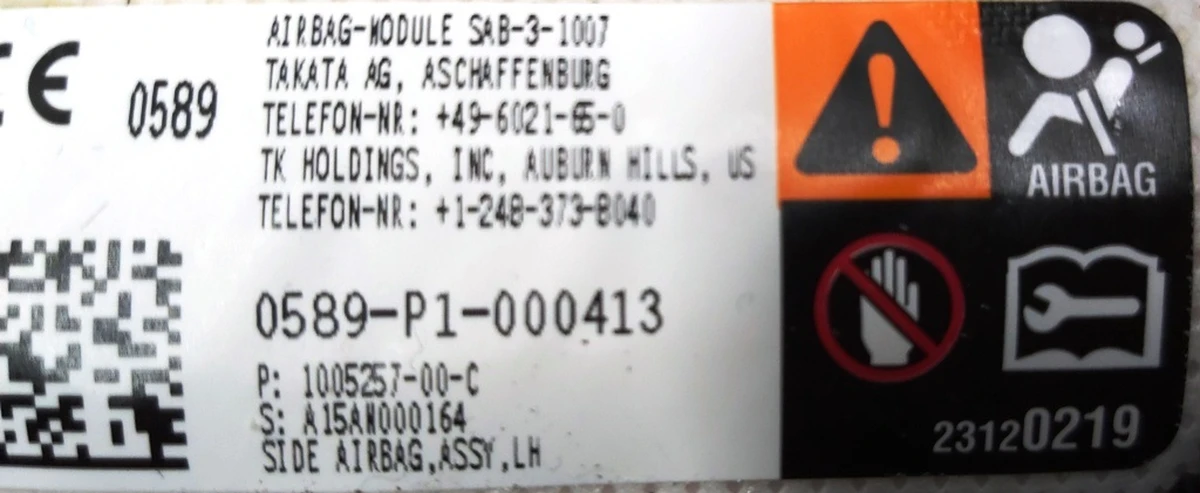 AIRBAG-MODULE SAB-3-1007
TAKATA AG, ASCHAFFENBURG
CE 0589
TELEFON-NR: +49-6021-65-0
TK HOLDINGS, INC, AUBURN HILLS, US
TELEFON-NR: +1-248-373-8040
0589-P1-000413
P: 1005257-00-C
S: A15AN000164
SIDE AIRBAG,ASSY,LH
AIRBAG
23120219